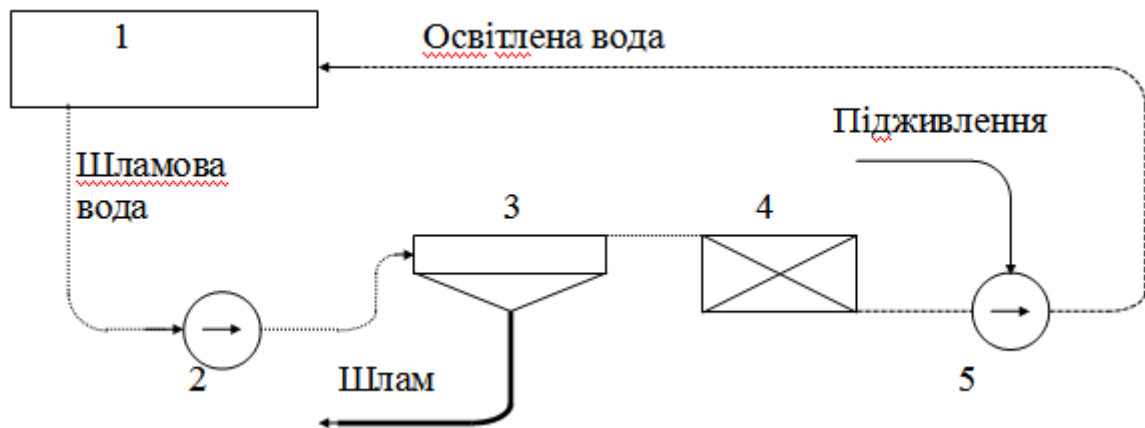 1
Освітлена вода
Підживлення
Шламова
вода
3
4
2
Шлам
5